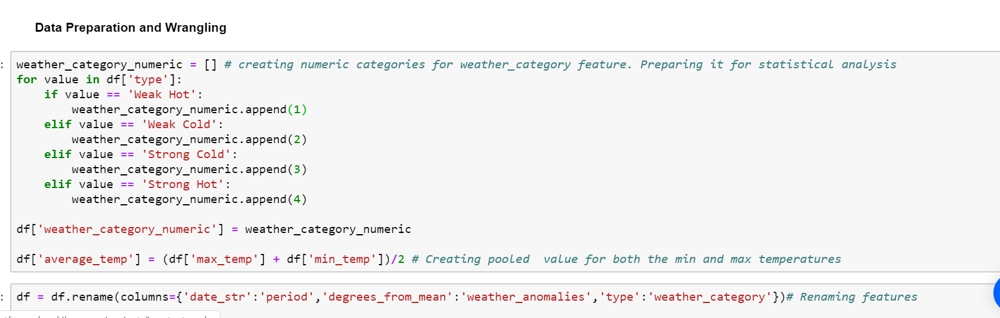 Data Preparation and Wrangling
: weather_category_numeric = [] # creating numeric categories for weather_category feature. Preparing it for statistical analysis
for value in df['type']:
    if value == 'Weak Hot':
        weather_category_numeric.append(1)
    elif value == 'Weak Cold':
        weather_category_numeric.append(2)
    elif value == 'Strong Cold':
        weather_category_numeric.append(3)
    elif value == 'Strong Hot':
        weather_category_numeric.append(4)
df['weather_category_numeric'] = weather_category_numeric
df['average_temp'] = (df['max_temp'] + df['min_temp'])/2 # Creating pooled  value for both the min and max temperatures
: df = df.rename(columns={'date_str':'period','degrees_from_mean':'weather_anomalies','type':'weather_category'})# Renaming features